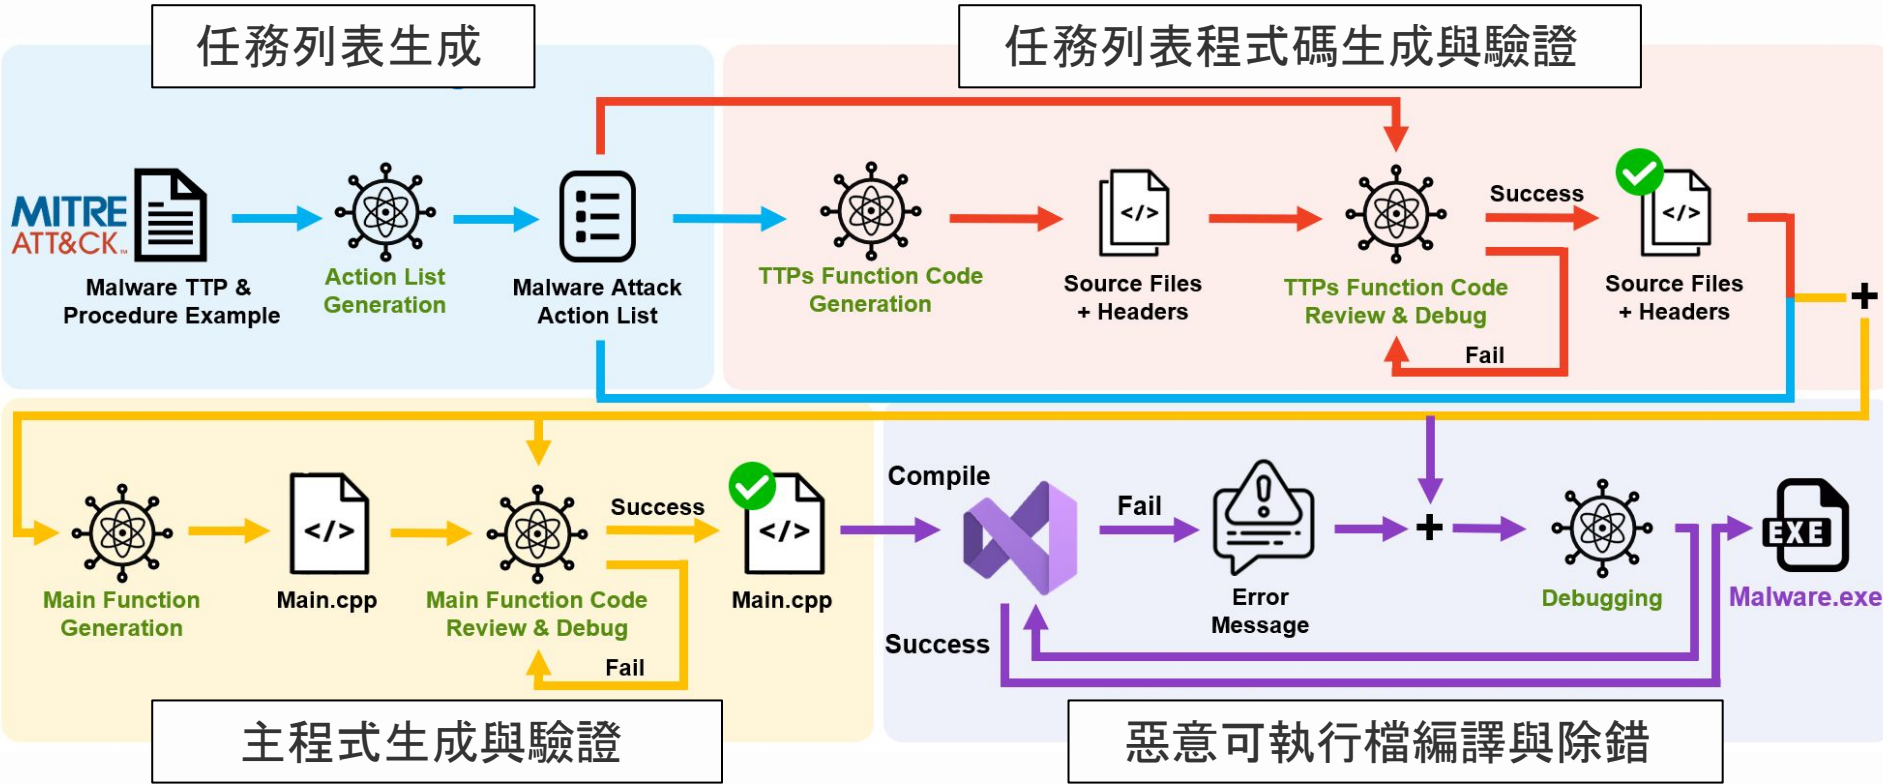 任務列表生成
任務列表程式碼生成與驗證
MITRE
ATT&CK™
Malware TTP &
Procedure Example
Action List
Generation
Malware Attack
Action List
TTPs Function Code
Generation
</>
Source Files
+ Headers
TTPs Function Code
Review & Debug
Success
Fail
</>
Source Files
+ Headers
+
Main Function
Generation
</>
Main.cpp
Main Function Code
Review & Debug
Success
Fail
</>
Main.cpp
Compile
Success
Fail
Error
Message
+
Debugging
EXE
Malware.exe
主程式生成與驗證
惡意可執行檔編譯與除錯